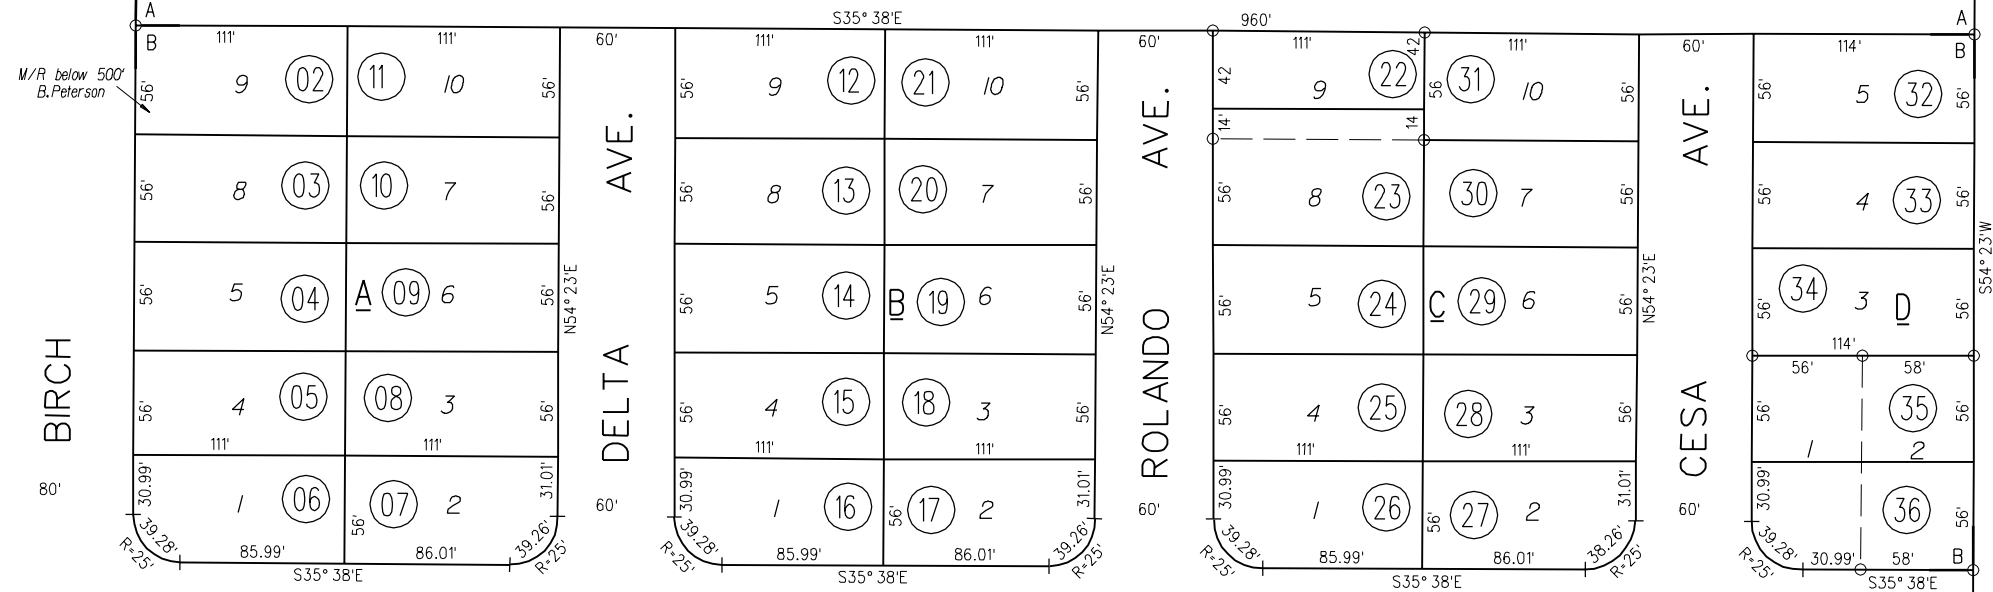 A S35° 38'E 960' A
B 111' 111' 60' 111' 111' 60' 111' 42 111' 60' 114' B
M/R below 500'
B.Peterson
56' 9 02 11 10 56' 56' 9 12 21 10 56' 42 9 22 56 31 10 56' 56' 5 32 56'
14' 14
56' 8 03 10 7 56' 56' 8 13 20 7 56' 56' 8 23 30 7 56' 56' 4 33 56'
56' 5 04 A 09 6 56' 56' 5 14 B 19 6 56' 56' 5 24 C 29 6 56' 56' 34 3 D 56'
N54° 23'E N54° 23'E N54° 23'E S54° 23'W
BIRCH
DELTA AVE.
ROLANDO AVE.
CESA AVE.
114'
56' 58'
56' 4 05 08 3 56' 56' 4 15 18 3 56' 56' 4 25 28 3 56' 56' 35 56'
111' 111' 111' 111' 111' 111' 1 2
80' 30.99' 1 06 56' 07 2 31.01' 60' 30.99' 1 16 56' 17 2 31.01' 60' 30.99' 1 26 56' 27 2 31.01' 60' 30.99' 36 56'
39.28' 85.99' 86.01' 39.26' 39.28' 85.99' 86.01' 39.26' 39.28' 85.99' 86.01' 38.26' 39.28' 30.99' 58' B
R=25' S35° 38'E R=25' R=25' S35° 38'E R=25' R=25' S35° 38'E R=25' R=25' S35° 38'E